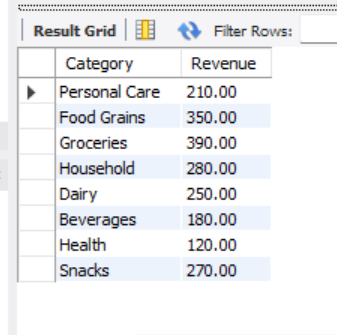 Result Grid Filter Rows:
Category Revenue
Personal Care 210.00
Food Grains 350.00
Groceries 390.00
Household 280.00
Dairy 250.00
Beverages 180.00
Health 120.00
Snacks 270.00